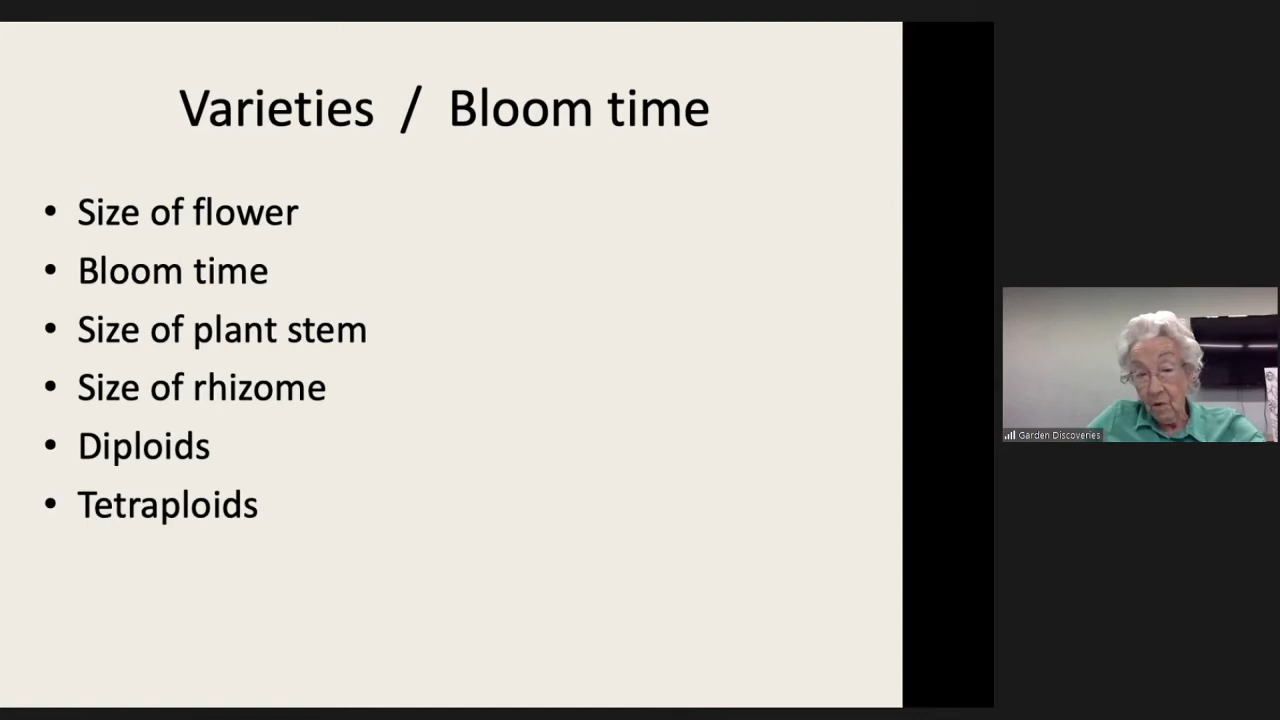 Varieties / Bloom time
• Size of flower
• Bloom time
• Size of plant stem
• Size of rhizome
• Diploids
• Tetraploids
Garden Discoveries